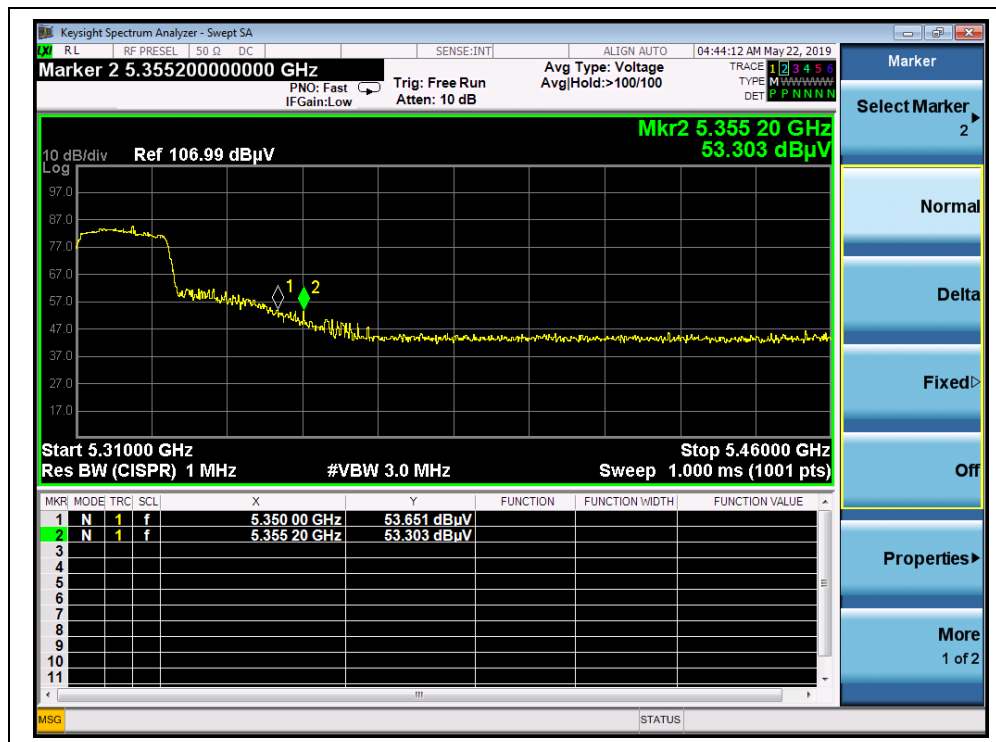 Keysight Spectrum Analyzer - Swept SA
LXI RL RF PRESEL 50 Ω DC SENSE:INT ALIGN AUTO 04:44:12 AM May 22, 2019
Marker 2 5.355200000000 GHz
PNO: Fast
IFGain:Low
Trig: Free Run
Atten: 10 dB
Avg Type: Voltage
Avg|Hold:>100/100
TRACE 1 2 3 4 5 6
TYPE M W W W W W
DET P P N N N N
Mkr2 5.355 20 GHz
53.303 dBµV
10 dB/div Ref 106.99 dBµV
Log
97.0
87.0
77.0
67.0
57.0
47.0
37.0
27.0
17.0
1
2
Start 5.31000 GHz Stop 5.46000 GHz
Res BW (CISPR) 1 MHz #VBW 3.0 MHz Sweep 1.000 ms (1001 pts)
MKR MODE TRC SCL X Y FUNCTION FUNCTION WIDTH FUNCTION VALUE
1 N 1 f 5.350 00 GHz 53.651 dBµV
2 N 1 f 5.355 20 GHz 53.303 dBµV
3
4
5
6
7
8
9
10
11
MSG STATUS
Marker
Select Marker
2
Normal
Delta
Fixed
Off
Properties
More
1 of 2